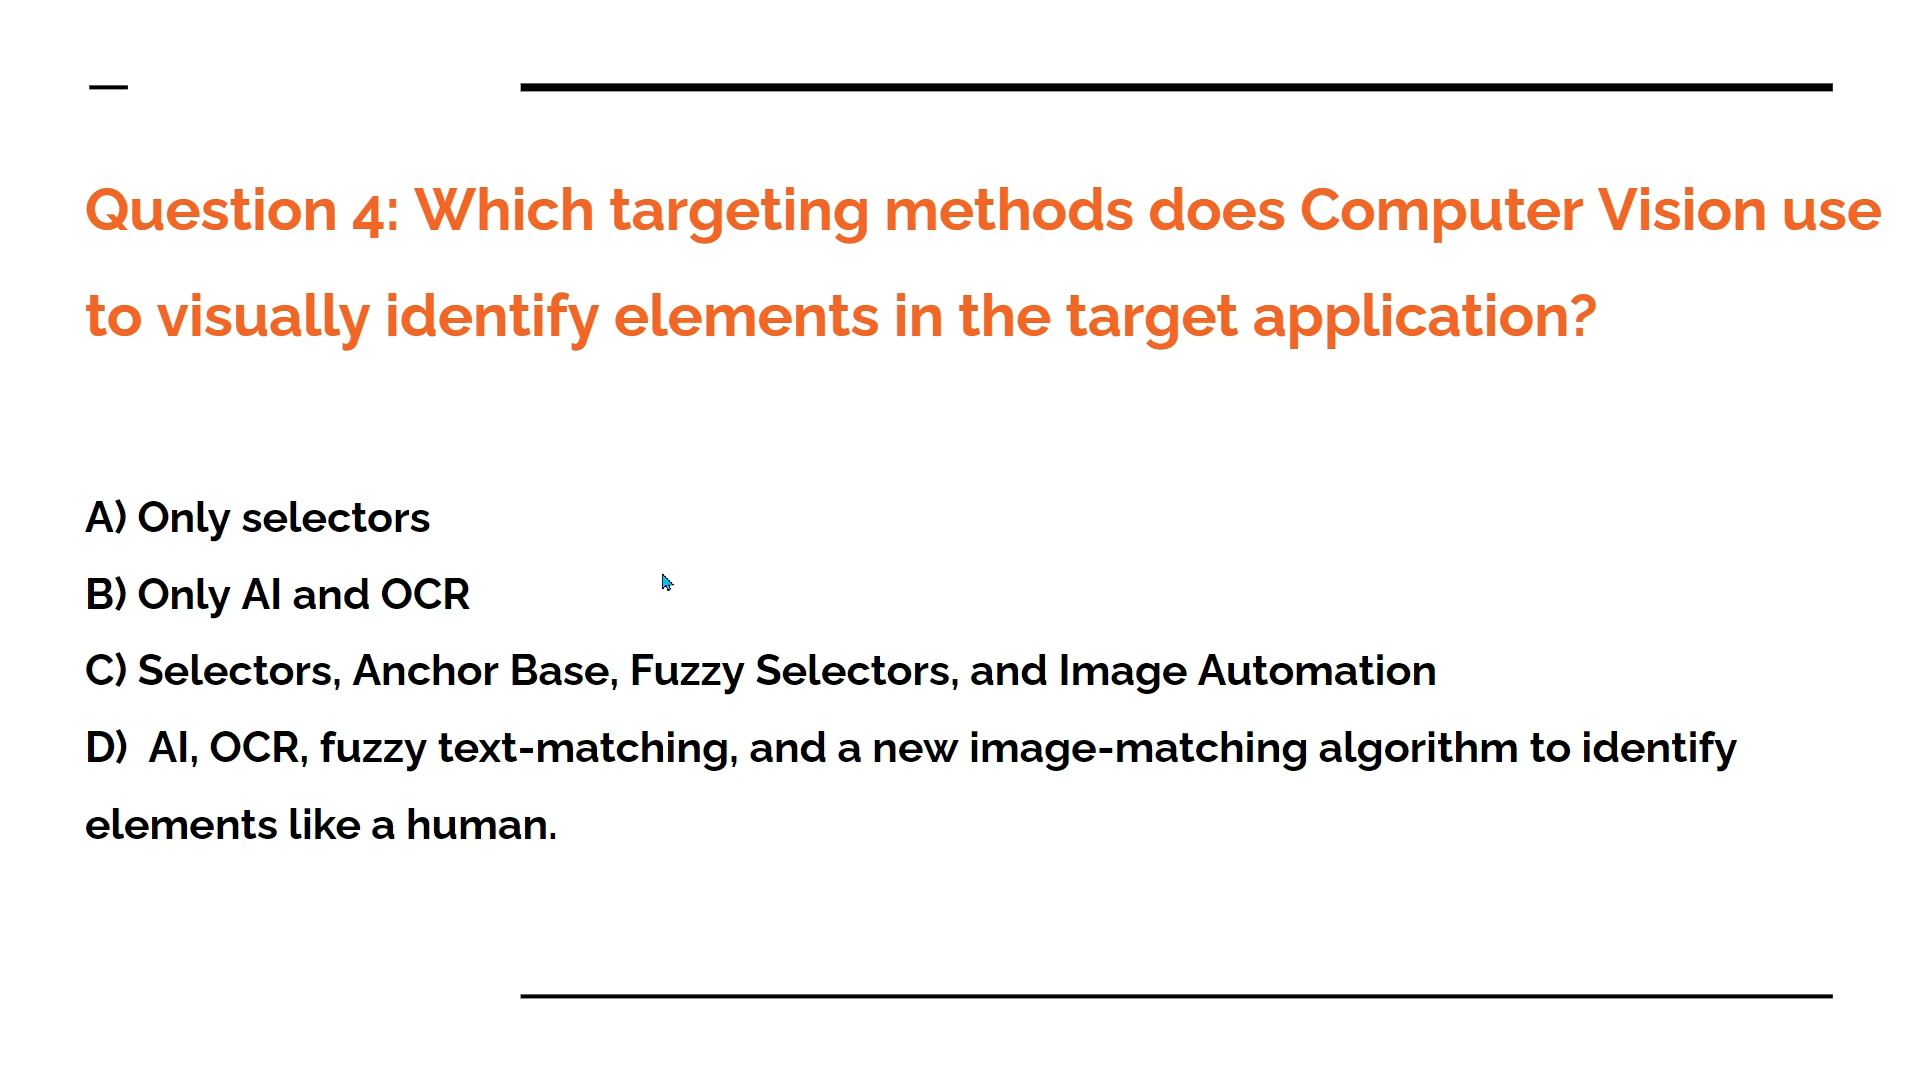 Question 4: Which targeting methods does Computer Vision use
to visually identify elements in the target application?
A) Only selectors
B) Only AI and OCR
C) Selectors, Anchor Base, Fuzzy Selectors, and Image Automation
D)  AI, OCR, fuzzy text-matching, and a new image-matching algorithm to identify
elements like a human.